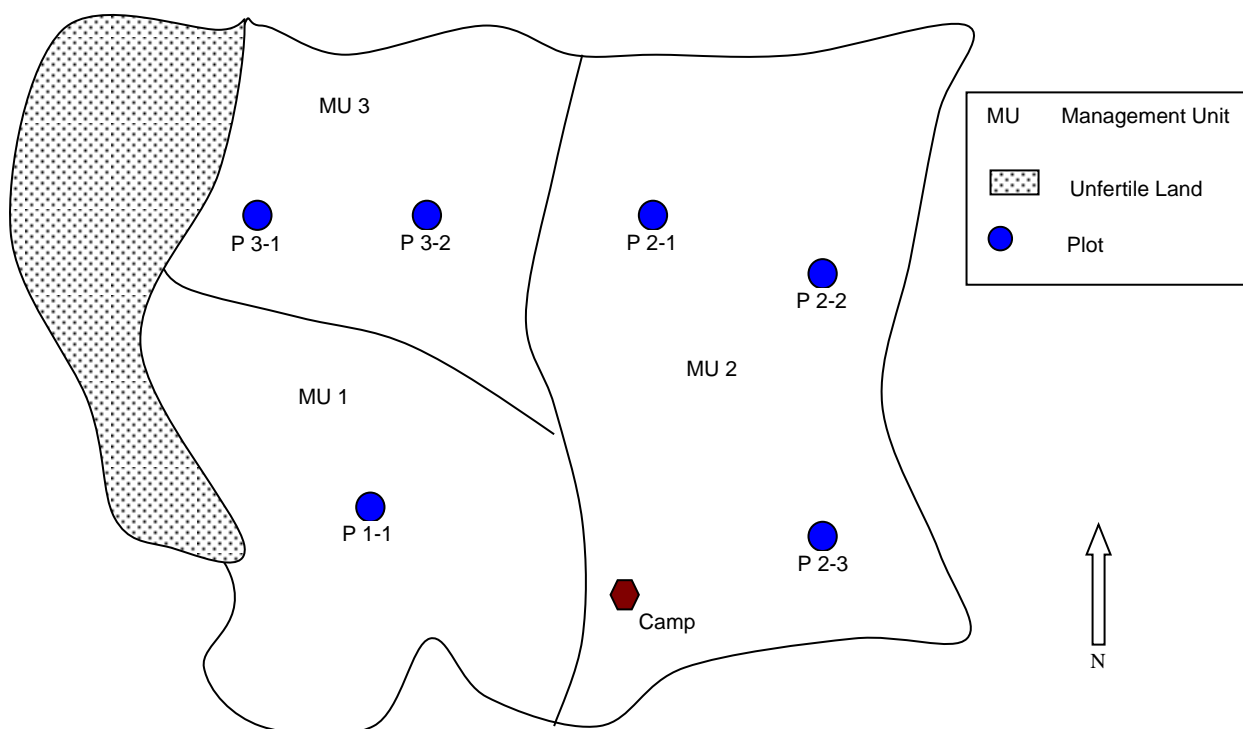 MU 3
MU Management Unit
Unfertile Land
Plot
P 3-1 P 3-2 P 2-1
P 2-2
MU 2
MU 1
P 1-1
P 2-3
Camp
N